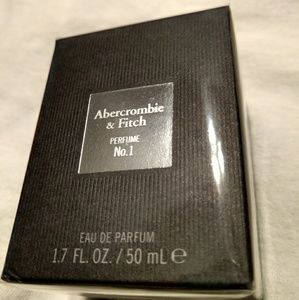 Abercrombie
& Fitch
PERFUME
No.1
EAU DE PARFUM
1.7 FL. OZ. / 50 mL ℮